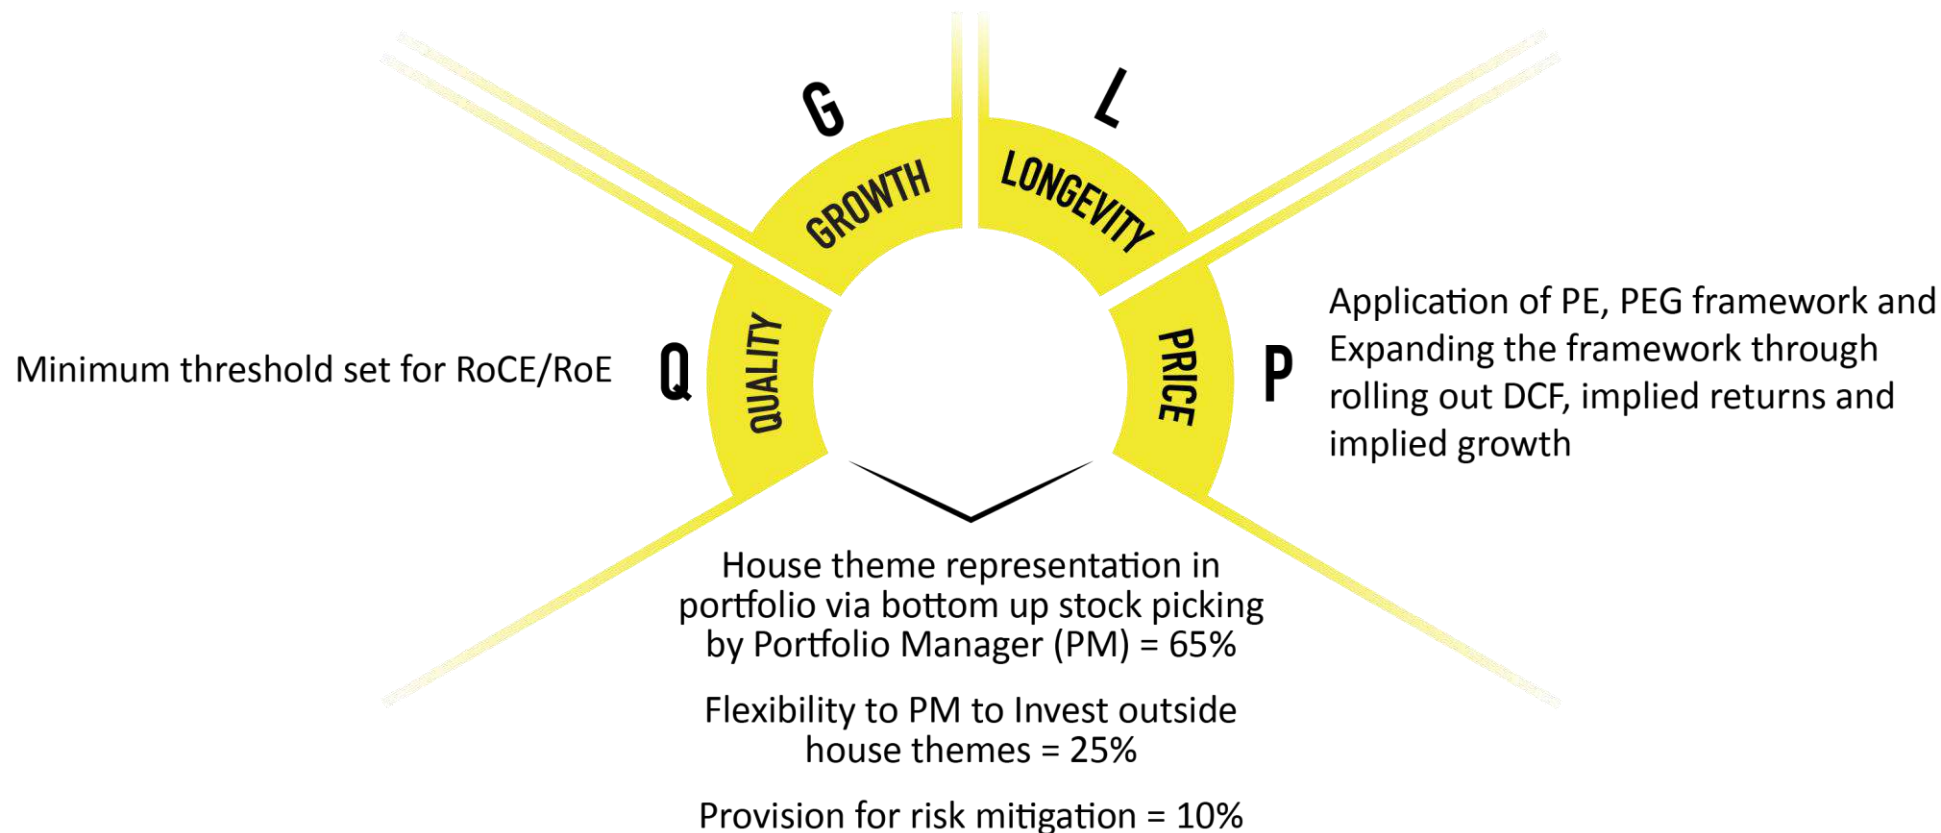 G
L
GROWTH
LONGEVITY
Minimum threshold set for RoCE/RoE
Q
QUALITY
PRICE
P
Application of PE, PEG framework and
Expanding the framework through
rolling out DCF, implied returns and
implied growth
House theme representation in
portfolio via bottom up stock picking
by Portfolio Manager (PM) = 65%
Flexibility to PM to Invest outside
house themes = 25%
Provision for risk mitigation = 10%